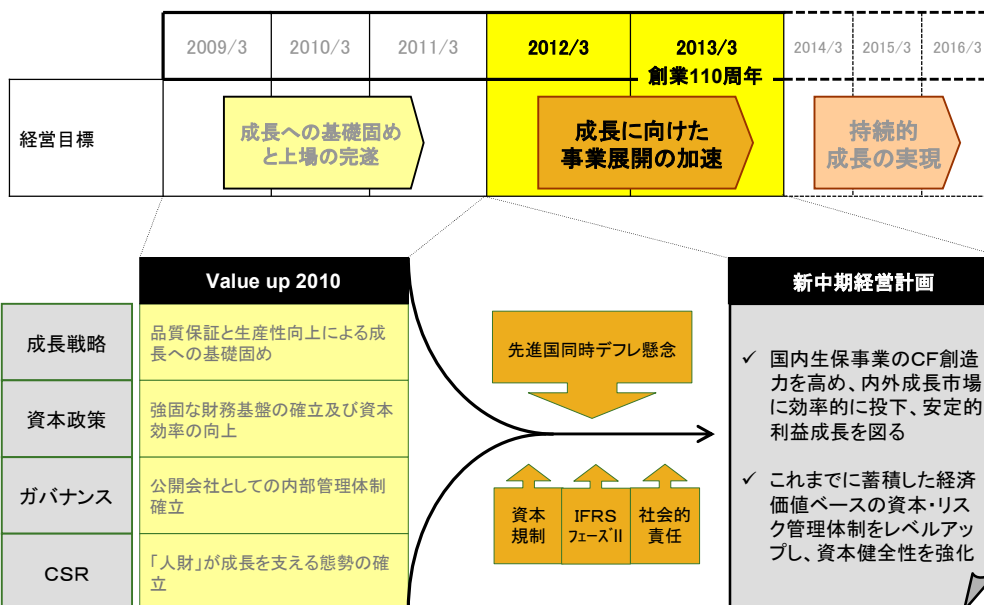 2009/3 2010/3 2011/3 2012/3 2013/3 2014/3 2015/3 2016/3
創業110周年
経営目標
成長への基礎固め
と上場の完遂
成長に向けた
事業展開の加速
持続的
成長の実現
Value up 2010
新中期経営計画
成長戦略
品質保証と生産性向上による成
長への基礎固め
資本政策
強固な財務基盤の確立及び資本
効率の向上
ガバナンス
公開会社としての内部管理体制
確立
CSR
「人財」が成長を支える態勢の確
立
先進国同時デフレ懸念
資本
規制
IFRS
フェーズII
社会的
責任
✓ 国内生保事業のCF創造
力を高め、内外成長市場
に効率的に投下、安定的
利益成長を図る
✓ これまでに蓄積した経済
価値ベースの資本・リス
ク管理体制をレベルアッ
プし、資本健全性を強化